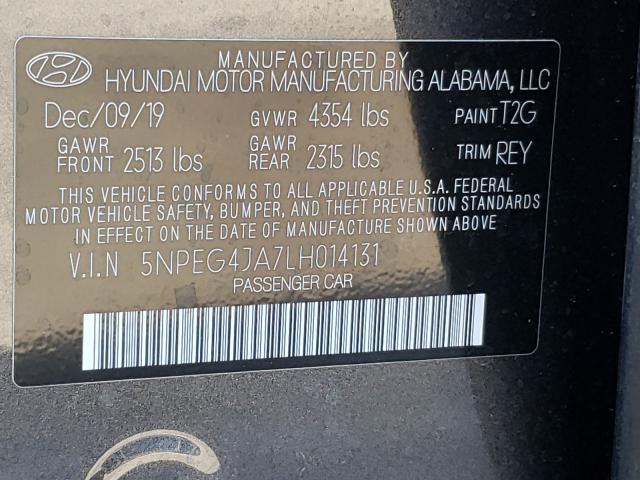 MANUFACTURED BY
HYUNDAI MOTOR MANUFACTURING ALABAMA, LLC
Dec/09/19 GVWR 4354 lbs PAINT T2G
GAWR FRONT 2513 lbs GAWR REAR 2315 lbs TRIM REY
THIS VEHICLE CONFORMS TO ALL APPLICABLE U.S.A. FEDERAL
MOTOR VEHICLE SAFETY, BUMPER, AND THEFT PREVENTION STANDARDS
IN EFFECT ON THE DATE OF MANUFACTURE SHOWN ABOVE.
V.I.N 5NPEG4JA7LH014131
PASSENGER CAR